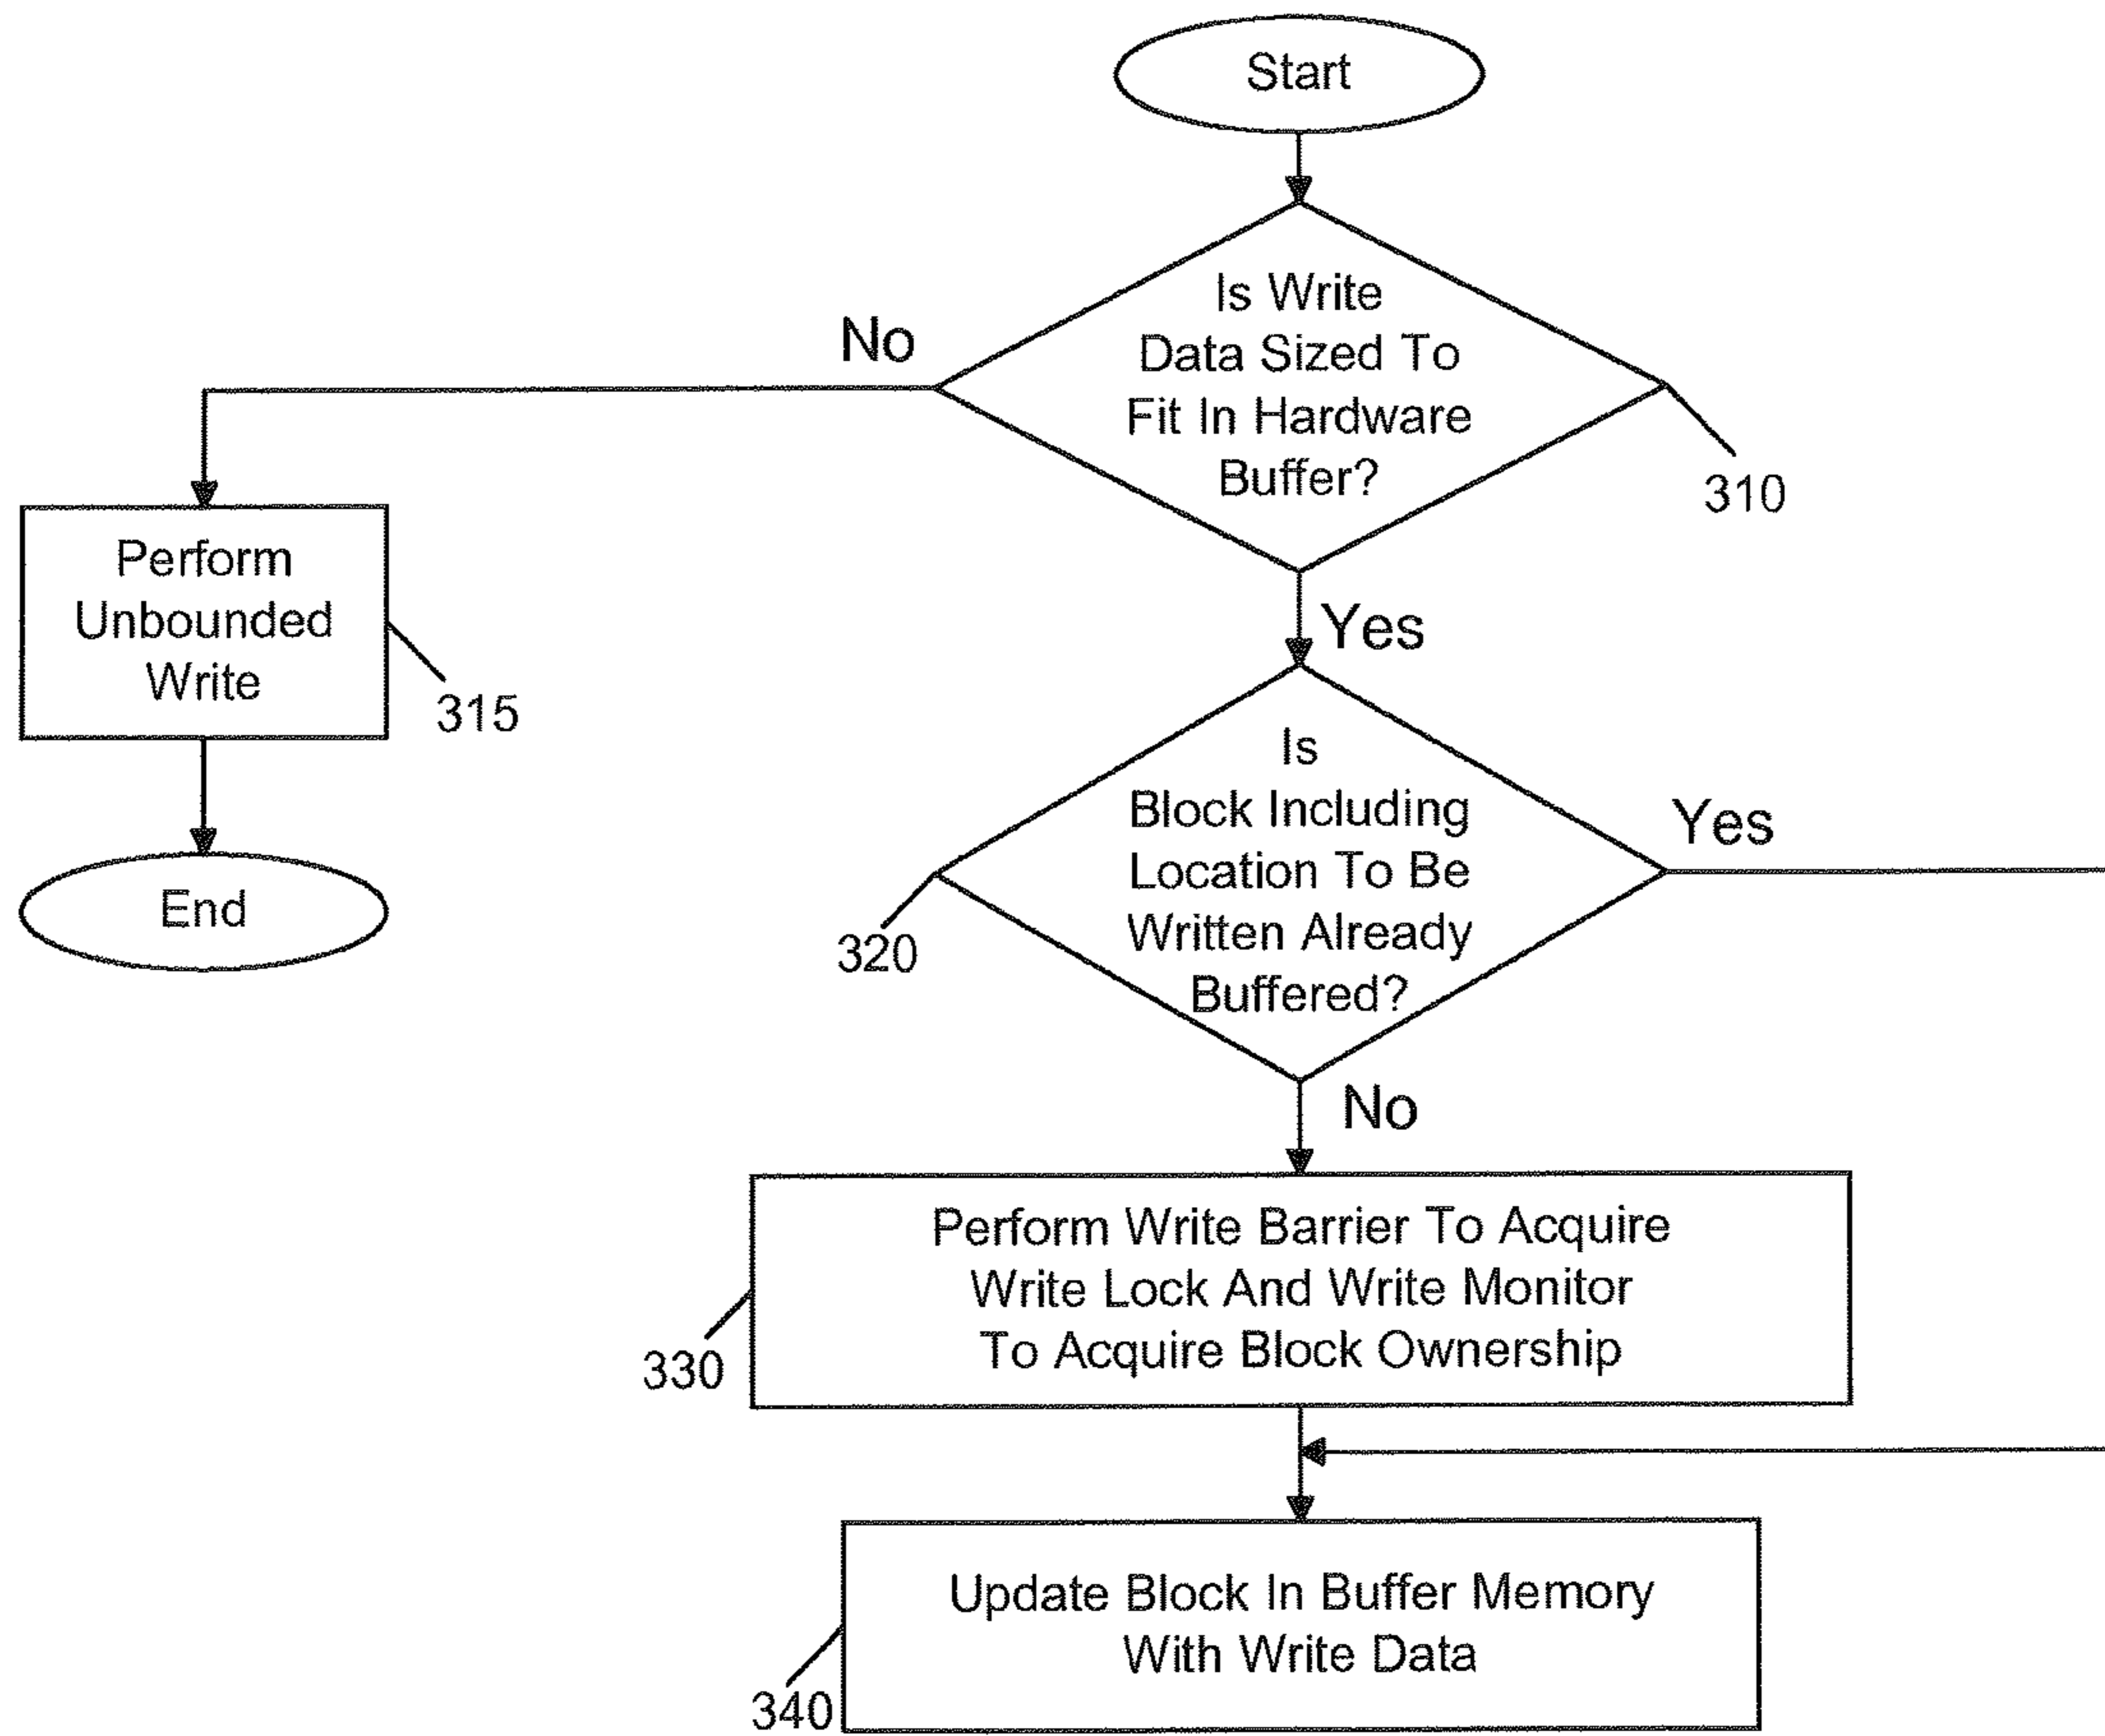 Start
Is Write
Data Sized To
Fit In Hardware
Buffer?
310
No
Perform
Unbounded
Write
315
End
Yes
Is
Block Including
Location To Be
Written Already
Buffered?
320
Yes
No
Perform Write Barrier To Acquire
Write Lock And Write Monitor
To Acquire Block Ownership
330
Update Block In Buffer Memory
With Write Data
340